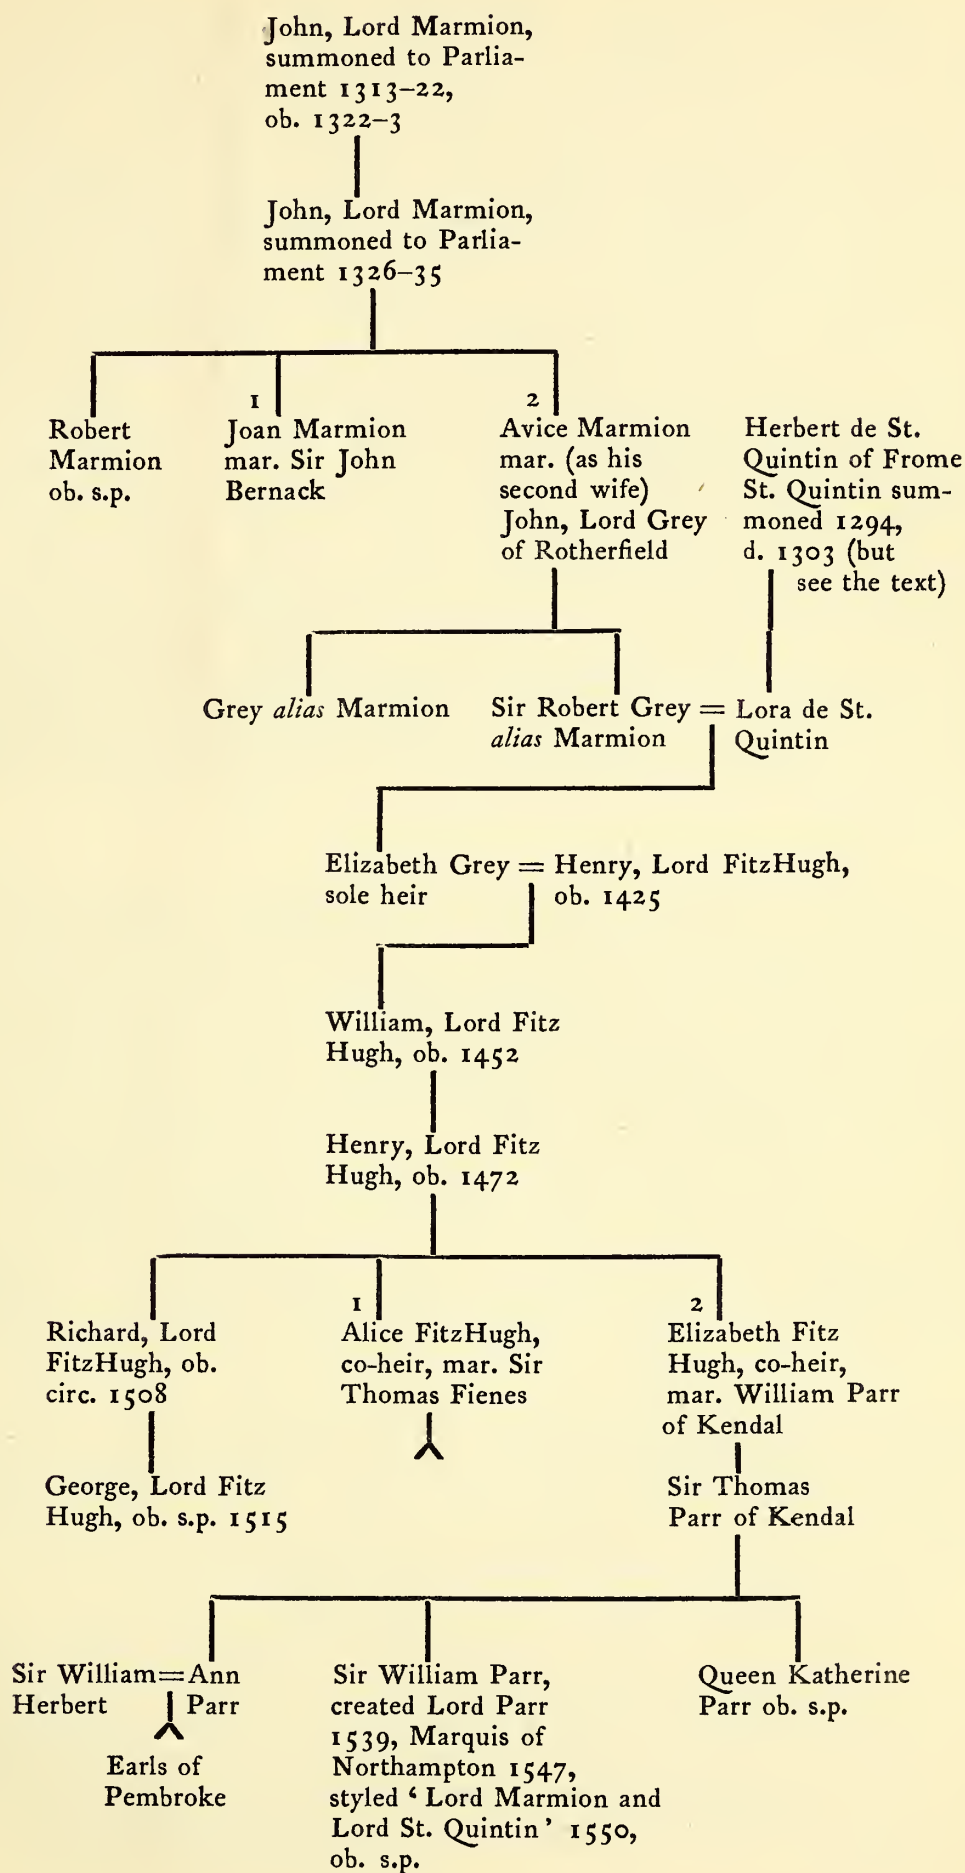 John, Lord Marmion,
summoned to Parlia-
ment 1313–22,
ob. 1322–3
John, Lord Marmion,
summoned to Parlia-
ment 1326–35
Robert
Marmion
ob. s.p.
1
Joan Marmion
mar. Sir John
Bernack
2
Avice Marmion
mar. (as his
second wife)
John, Lord Grey
of Rotherfield
Herbert de St.
Quintin of Frome
St. Quintin sum-
moned 1294,
d. 1303 (but
see the text)
Grey alias Marmion
Sir Robert Grey =
alias Marmion
Lora de St.
Quintin
Elizabeth Grey =
sole heir
Henry, Lord FitzHugh,
ob. 1425
William, Lord Fitz
Hugh, ob. 1452
Henry, Lord Fitz
Hugh, ob. 1472
Richard, Lord
FitzHugh, ob.
circ. 1508
1
Alice FitzHugh,
co-heir, mar. Sir
Thomas Fienes
2
Elizabeth Fitz
Hugh, co-heir,
mar. William Parr
of Kendal
George, Lord Fitz
Hugh, ob. s.p. 1515
Sir Thomas
Parr of Kendal
Sir William =
Herbert
Ann
Parr
Earls of
Pembroke
Sir William Parr,
created Lord Parr
1539, Marquis of
Northampton 1547,
styled ‘ Lord Marmion and
Lord St. Quintin ’ 1550,
ob. s.p.
Queen Katherine
Parr ob. s.p.